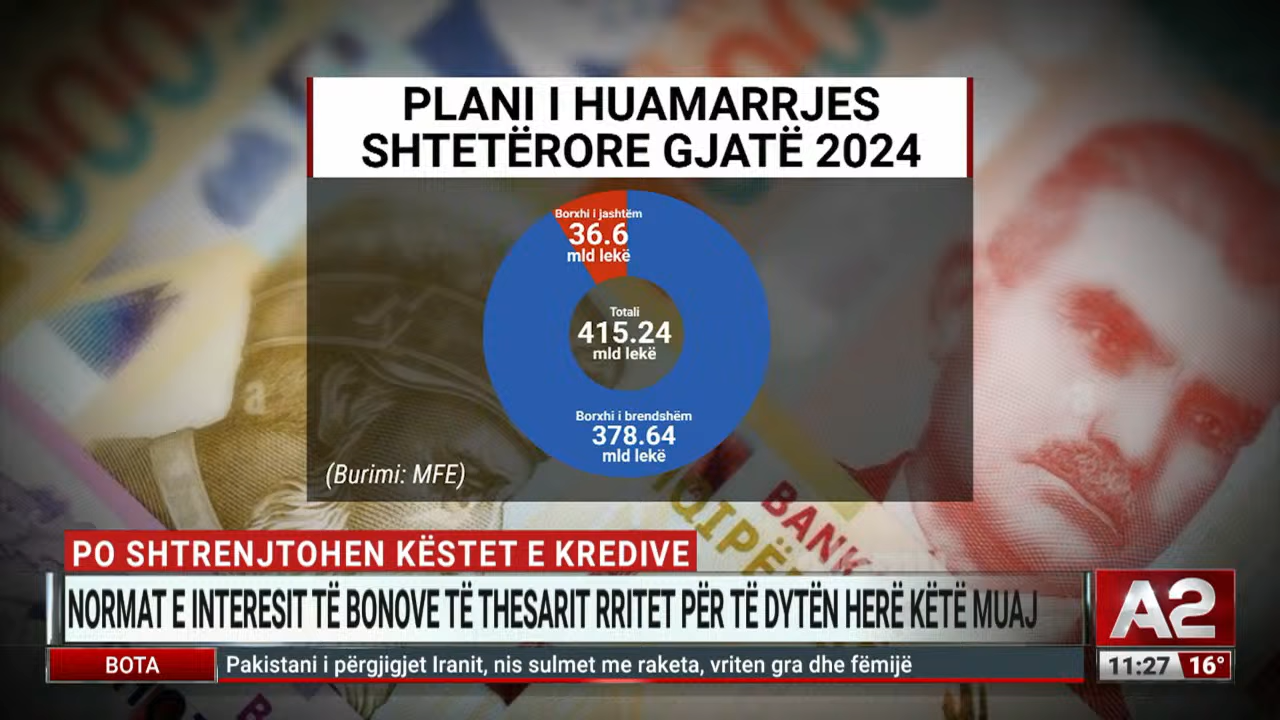 PLANI I HUAMARRJES
SHTETËRORE GJATË 2024
Borxhi i jashtëm
36.6
mld lekë
Totali
415.24
mld lekë
Borxhi i brendshëm
378.64
mld lekë
(Burimi: MFE)
BANK
QIPËR
PO SHTRENJTOHEN KËSTET E KREDIVE
NORMAT E INTERESIT TË BONOVE TË THESARIT RRITET PËR TË DYTËN HERË KËTË MUAJ
A2
BOTA
Pakistani i përgjigjet Iranit, nis sulmet me raketa, vriten gra dhe fëmijë
11:27 16°